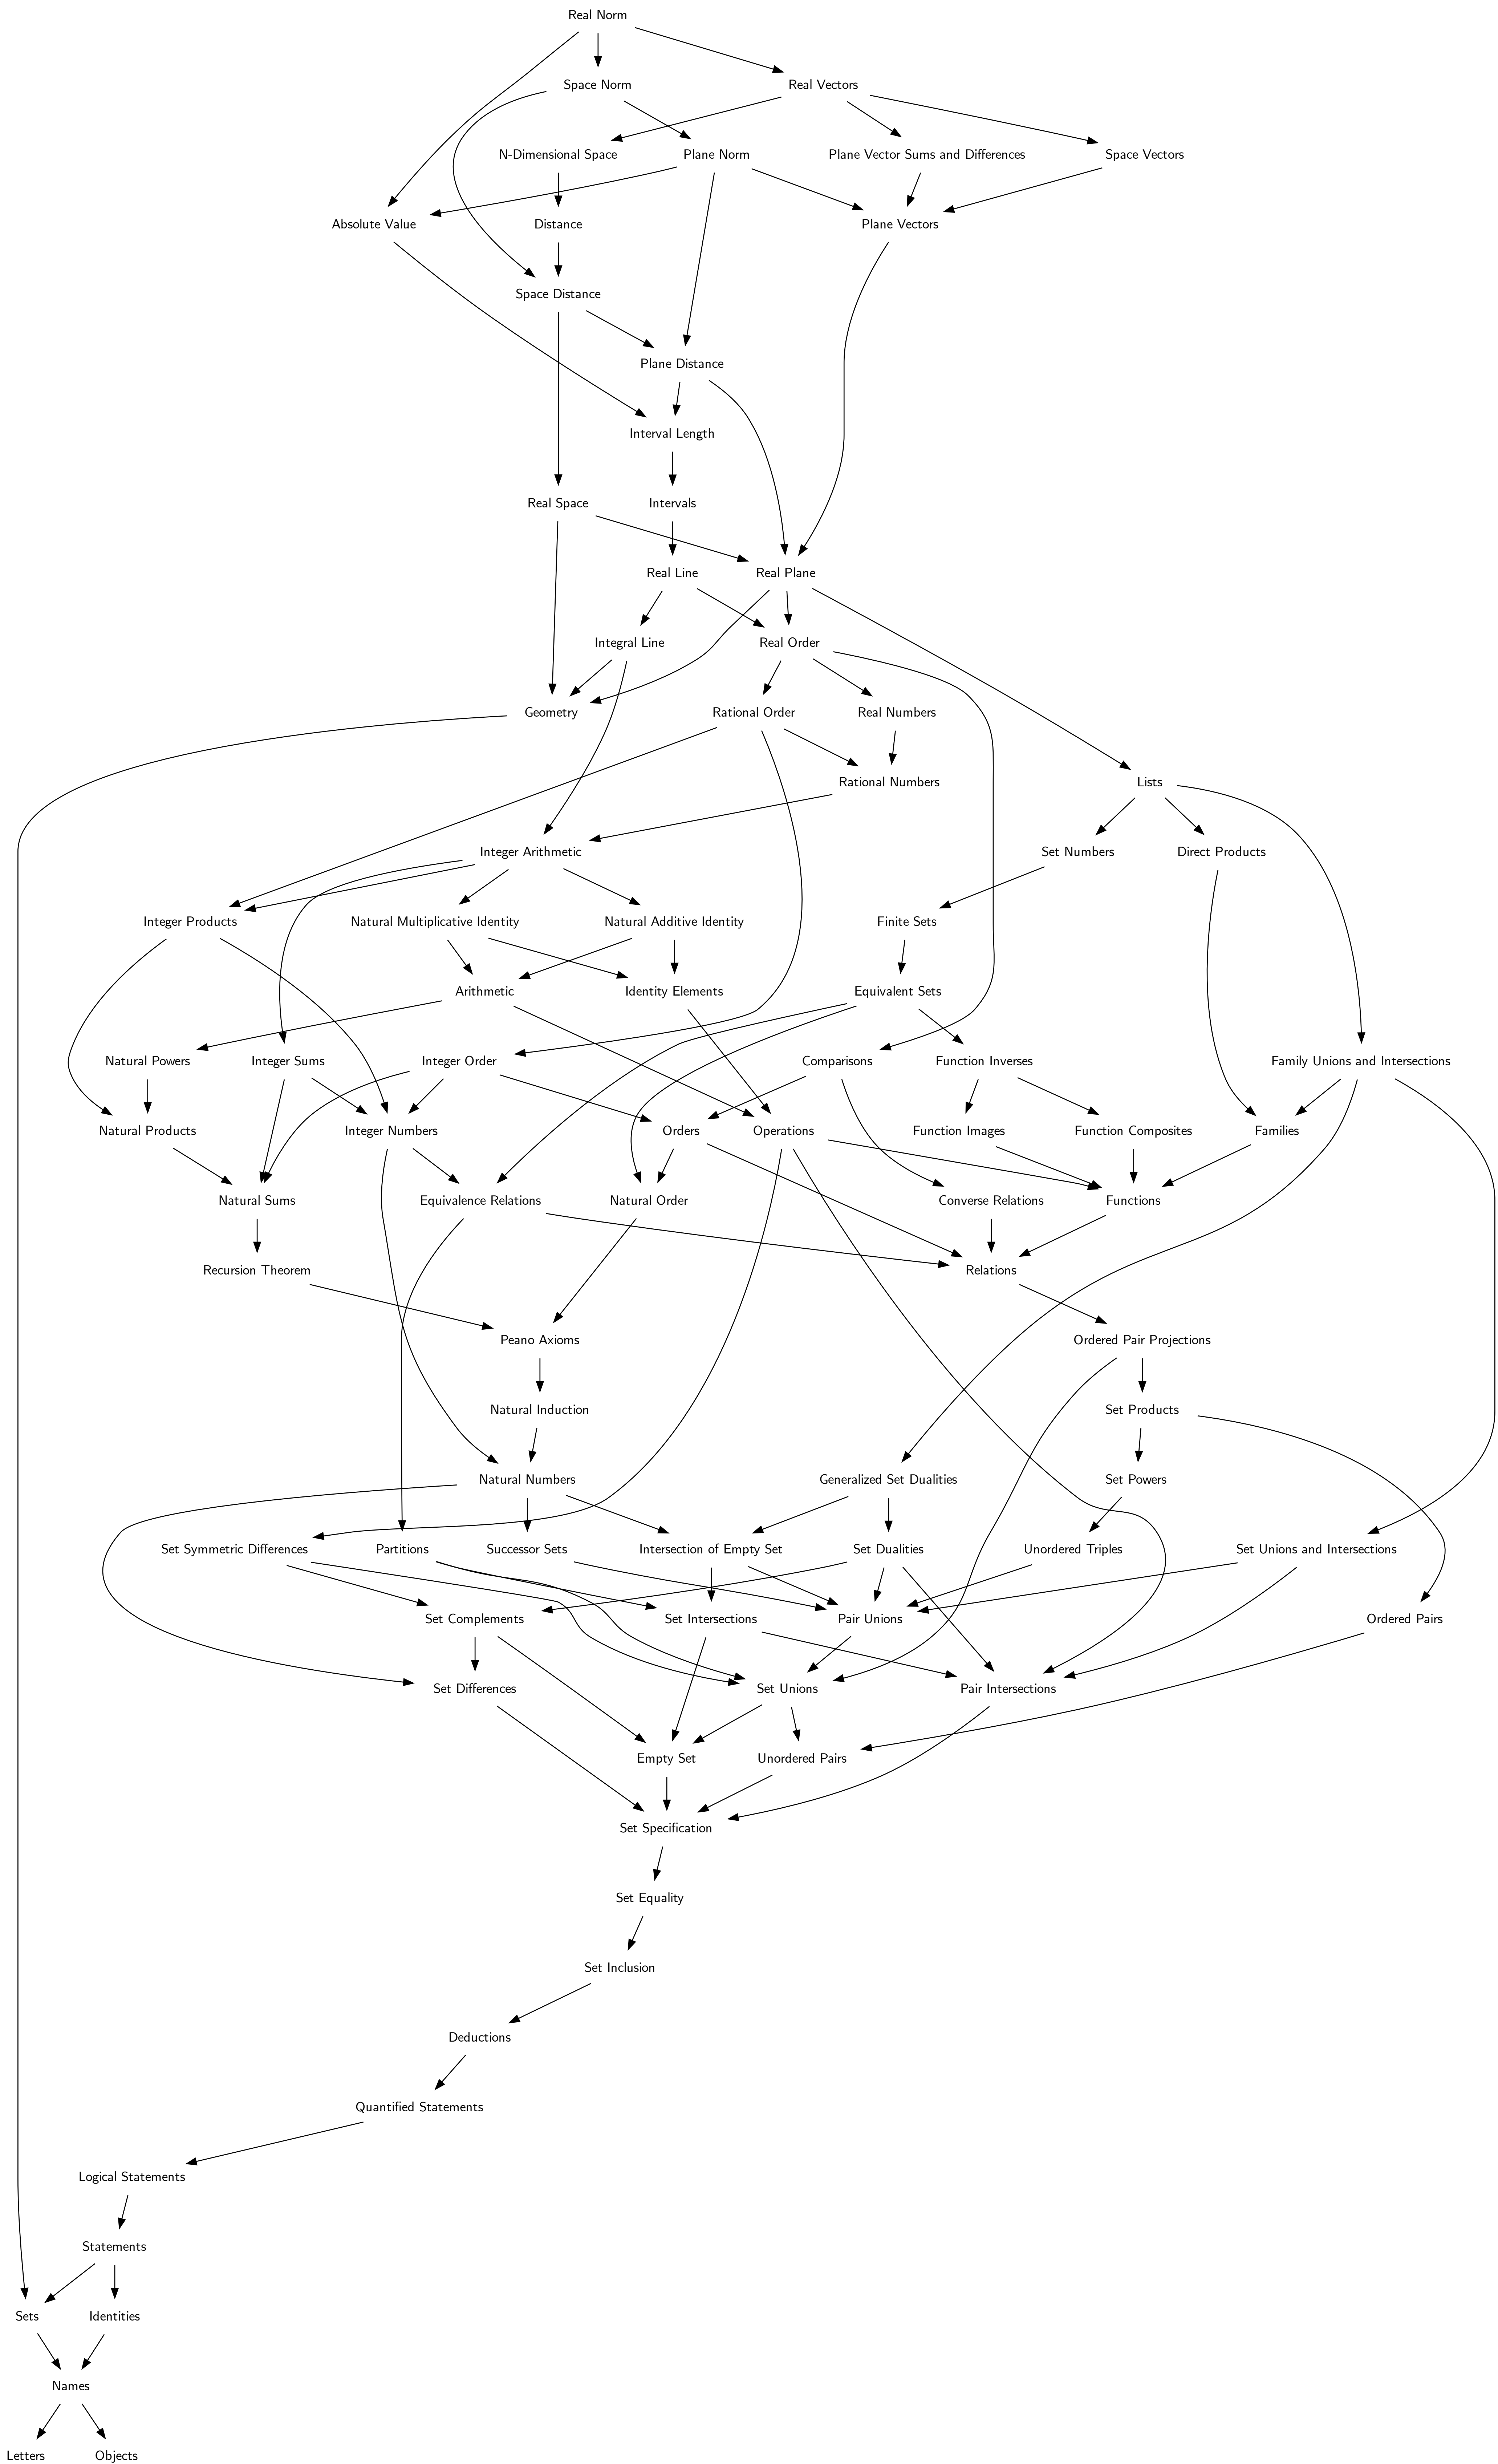 Real Norm
Space Norm
Real Vectors
N-Dimensional Space
Plane Norm
Plane Vector Sums and Differences
Space Vectors
Absolute Value
Distance
Plane Vectors
Space Distance
Plane Distance
Interval Length
Real Space
Intervals
Real Line
Real Plane
Integral Line
Real Order
Geometry
Rational Order
Real Numbers
Rational Numbers
Lists
Integer Arithmetic
Set Numbers
Direct Products
Integer Products
Natural Multiplicative Identity
Natural Additive Identity
Finite Sets
Arithmetic
Identity Elements
Equivalent Sets
Natural Powers
Integer Sums
Integer Order
Comparisons
Function Inverses
Family Unions and Intersections
Natural Products
Integer Numbers
Orders
Operations
Function Images
Function Composites
Families
Natural Sums
Equivalence Relations
Natural Order
Converse Relations
Functions
Recursion Theorem
Relations
Peano Axioms
Ordered Pair Projections
Natural Induction
Set Products
Natural Numbers
Generalized Set Dualities
Set Powers
Set Symmetric Differences
Partitions
Successor Sets
Intersection of Empty Set
Set Dualities
Unordered Triples
Set Unions and Intersections
Set Complements
Set Intersections
Pair Unions
Ordered Pairs
Set Differences
Set Unions
Pair Intersections
Empty Set
Unordered Pairs
Set Specification
Set Equality
Set Inclusion
Deductions
Quantified Statements
Logical Statements
Statements
Sets
Identities
Names
Letters
Objects